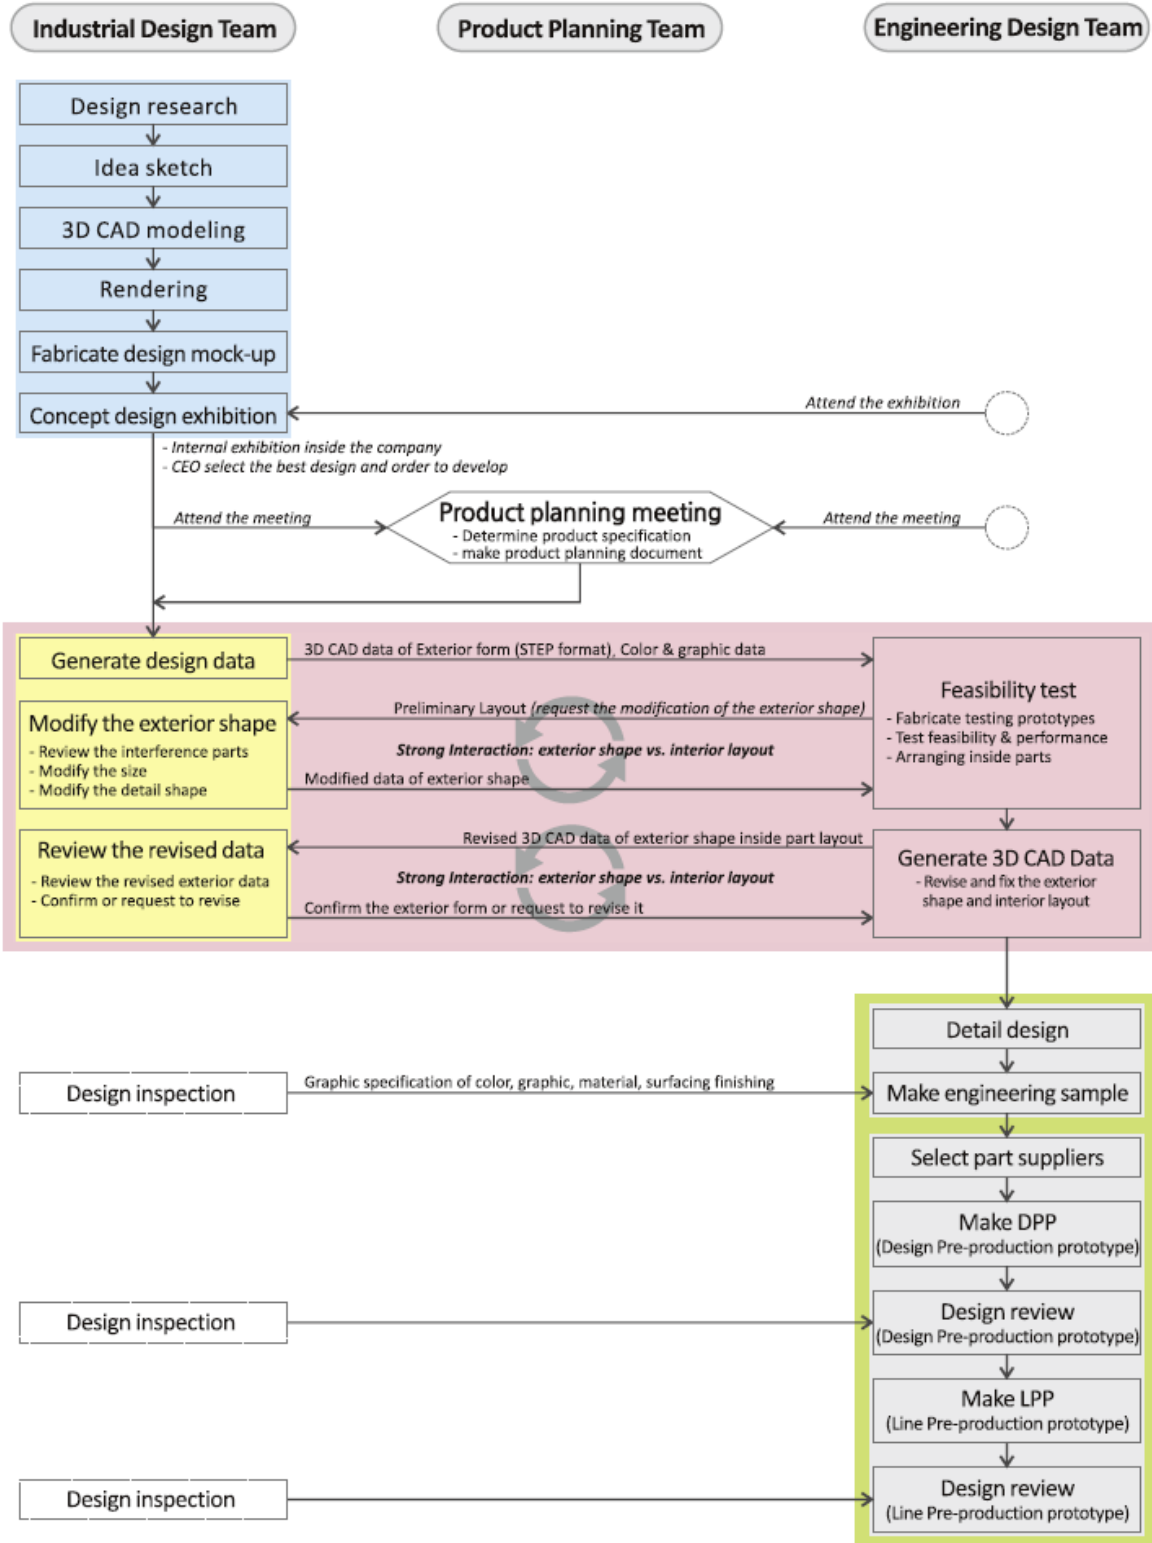 Industrial Design Team
Product Planning Team
Engineering Design Team
Design research
Idea sketch
3D CAD modeling
Rendering
Fabricate design mock-up
Concept design exhibition
Attend the exhibition
- Internal exhibition inside the company
- CEO select the best design and order to develop
Attend the meeting
Product planning meeting
- Determine product specification
- make product planning document
Attend the meeting
Generate design data
3D CAD data of Exterior form (STEP format), Color & graphic data
Feasibility test
- Fabricate testing prototypes
- Test feasibility & performance
- Arranging inside parts
Modify the exterior shape
- Review the interference parts
- Modify the size
- Modify the detail shape
Preliminary Layout (request the modification of the exterior shape)
Strong Interaction: exterior shape vs. interior layout
Modified data of exterior shape
Review the revised data
- Review the revised exterior data
- Confirm or request to revise
Revised 3D CAD data of exterior shape inside part layout
Strong Interaction: exterior shape vs. interior layout
Confirm the exterior form or request to revise it
Generate 3D CAD Data
- Revise and fix the exterior
shape and interior layout
Detail design
Design inspection
Graphic specification of color, graphic, material, surfacing finishing
Make engineering sample
Select part suppliers
Make DPP
(Design Pre-production prototype)
Design inspection
Design review
(Design Pre-production prototype)
Make LPP
(Line Pre-production prototype)
Design inspection
Design review
(Line Pre-production prototype)